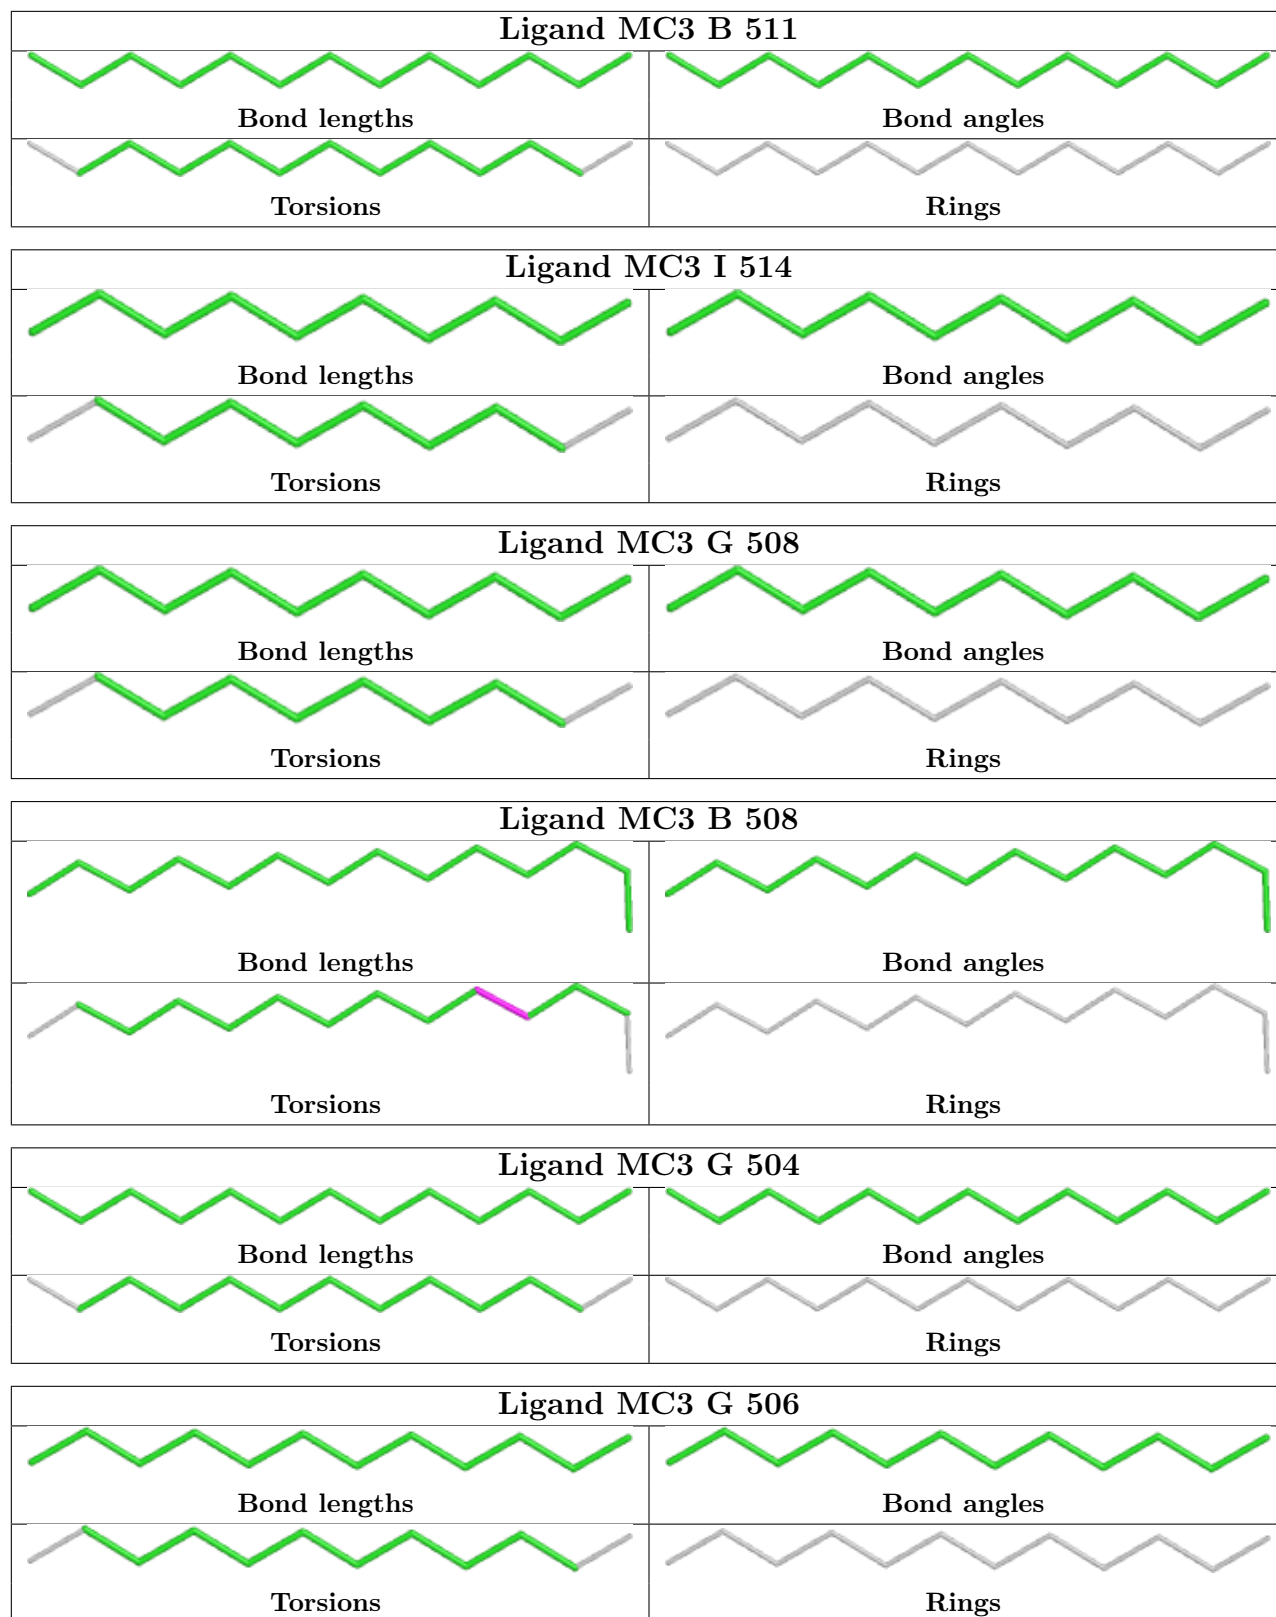 Ligand MC3 B 511
Bond lengths
Bond angles
Torsions
Rings
Ligand MC3 I 514
Bond lengths
Bond angles
Torsions
Rings
Ligand MC3 G 508
Bond lengths
Bond angles
Torsions
Rings
Ligand MC3 B 508
Bond lengths
Bond angles
Torsions
Rings
Ligand MC3 G 504
Bond lengths
Bond angles
Torsions
Rings
Ligand MC3 G 506
Bond lengths
Bond angles
Torsions
Rings